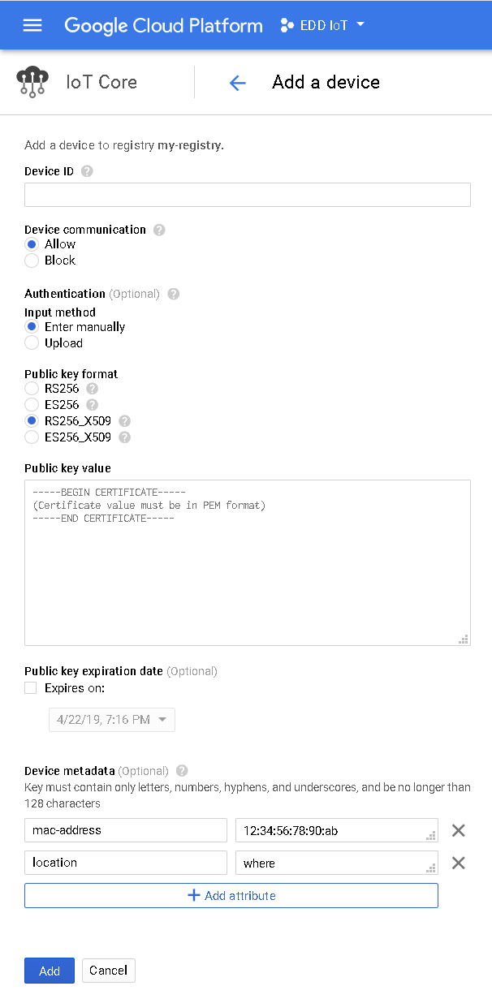 Google Cloud Platform EDD IoT
IoT Core Add a device
Add a device to registry my-registry.
Device ID ?
Device communication ?
Allow
Block
Authentication (Optional) ?
Input method
Enter manually
Upload
Public key format
RS256 ?
ES256 ?
RS256_X509 ?
ES256_X509 ?
Public key value
-----BEGIN CERTIFICATE-----
(Certificate value must be in PEM format)
-----END CERTIFICATE-----
Public key expiration date (Optional)
Expires on:
4/22/19, 7:16 PM
Device metadata (Optional) ?
Key must contain only letters, numbers, hyphens, and underscores, and be no longer than
128 characters
mac-address 12:34:56:78:90:ab
location where
Add attribute
Add Cancel